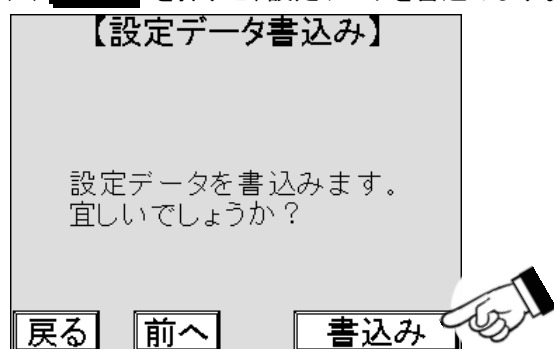 【設定データ書込み】
設定データを書込みます。
宜しいでしょうか？
戻る 前へ 書込み